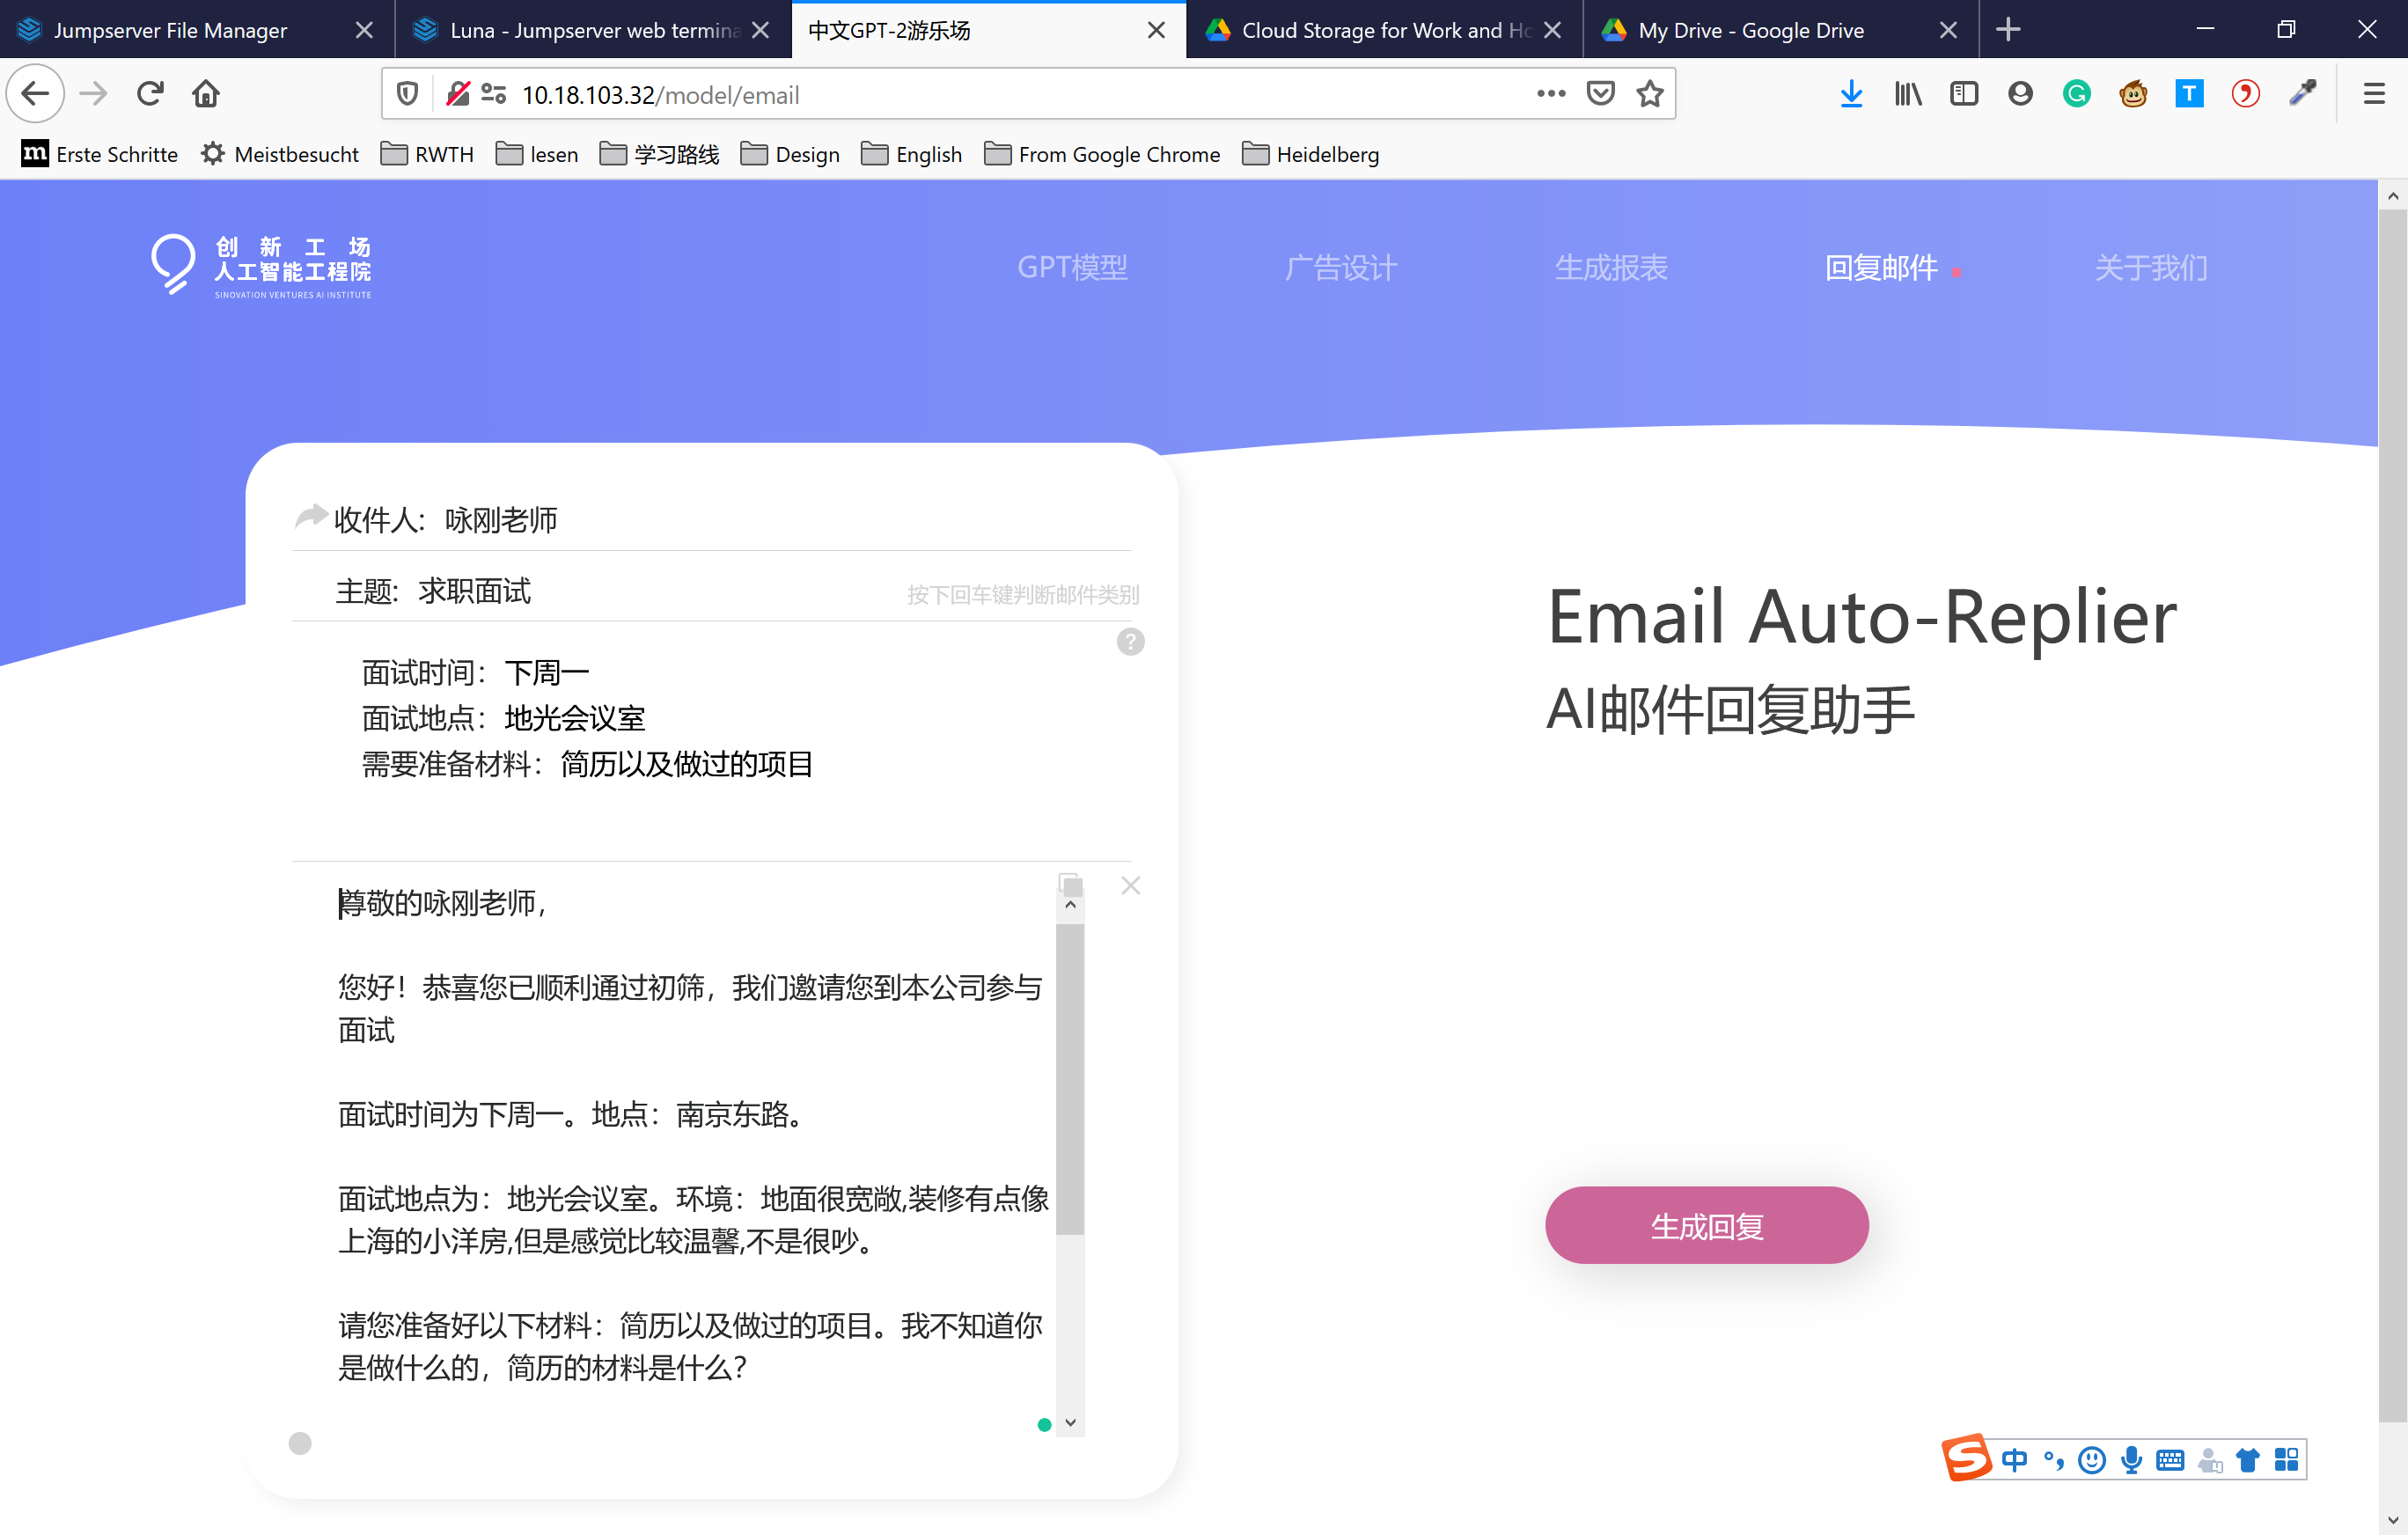 Jumpserver File Manager
Luna - Jumpserver web termina
中文GPT-2游乐场
Cloud Storage for Work and Ho
My Drive - Google Drive
10.18.103.32/model/email
m Erste Schritte
Meistbesucht
RWTH
lesen
学习路线
Design
English
From Google Chrome
Heidelberg
创新工场
人工智能工程院
SINOVATION VENTURES AI INSTITUTE
GPT模型
广告设计
生成报表
回复邮件
关于我们
收件人: 咏刚老师
主题: 求职面试
按下回车键判断邮件类别
?
面试时间：下周一
面试地点：地光会议室
需要准备材料：简历以及做过的项目
Email Auto-Replier
AI邮件回复助手
尊敬的咏刚老师，
您好！恭喜您已顺利通过初筛，我们邀请您到本公司参与
面试
面试时间为下周一。地点：南京东路。
面试地点为：地光会议室。环境：地面很宽敞,装修有点像
上海的小洋房,但是感觉比较温馨,不是很吵。
请您准备好以下材料：简历以及做过的项目。我不知道你
是做什么的，简历的材料是什么？
生成回复
S 中